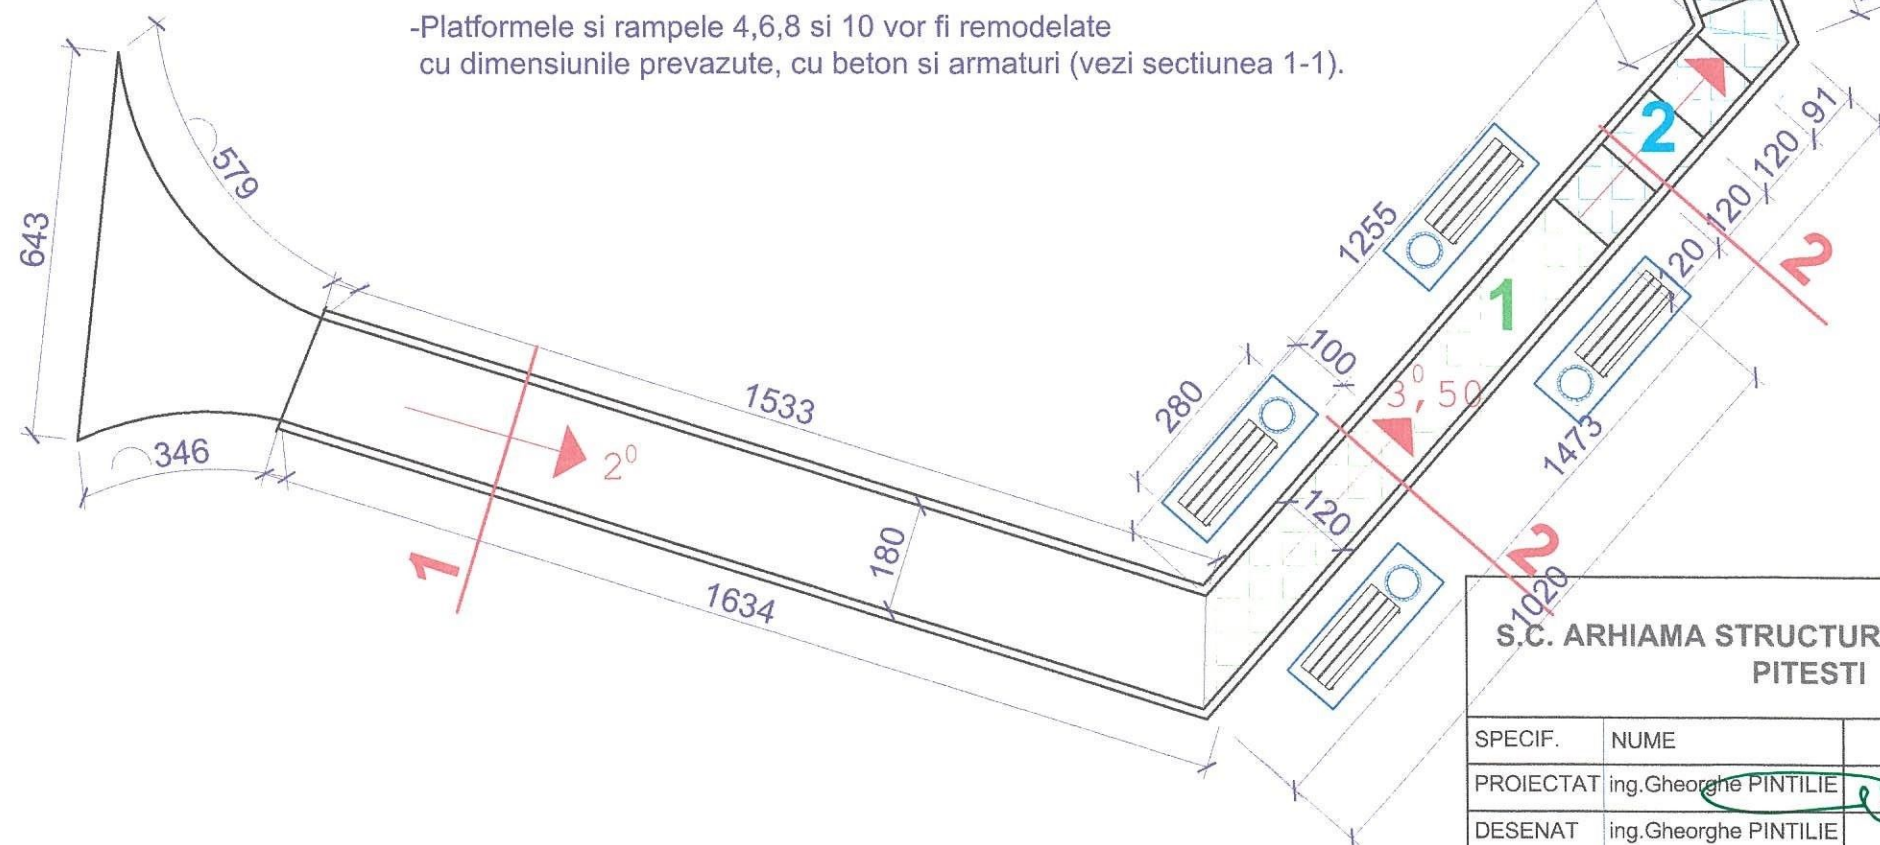 -Platformele si rampele 4,6,8 si 10 vor fi remodelate
cu dimensiunile prevazute, cu beton si armaturi (vezi sectiunea 1-1).
579
643
346
1533
2⁰
1
180
1634
1255
280
100
120
3⁰,50
1
2
91
120
120
120
2
1473
2
1020
S.C. ARHIAMA STRUCTUR
PITESTI
SPECIF.
NUME
PROIECTAT
ing.Gheorghe PINTILIE
DESENAT
ing.Gheorghe PINTILIE